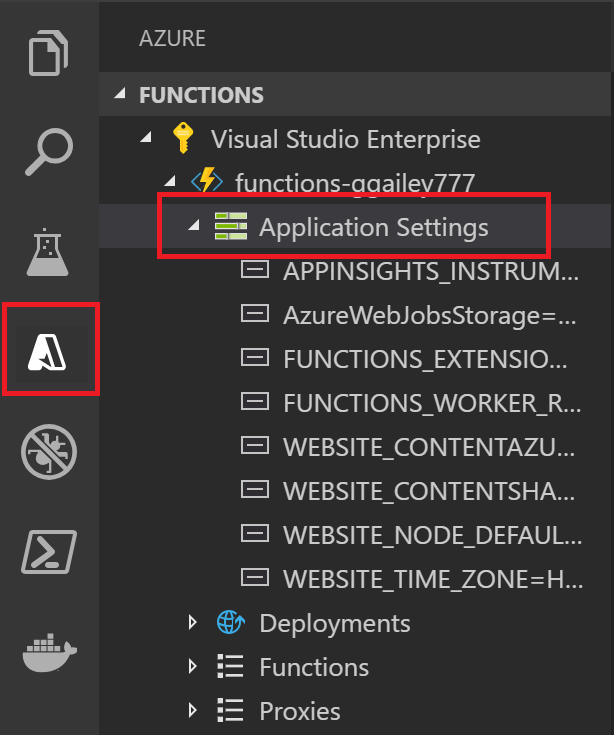 AZURE
FUNCTIONS
Visual Studio Enterprise
functions-ggailey777
Application Settings
APPINSIGHTS_INSTRUM...
AzureWebJobsStorage=...
FUNCTIONS_EXTENSIO...
FUNCTIONS_WORKER_R...
WEBSITE_CONTENTAZU...
WEBSITE_CONTENTSHA...
WEBSITE_NODE_DEFAUL...
WEBSITE_TIME_ZONE=H...
Deployments
Functions
Proxies